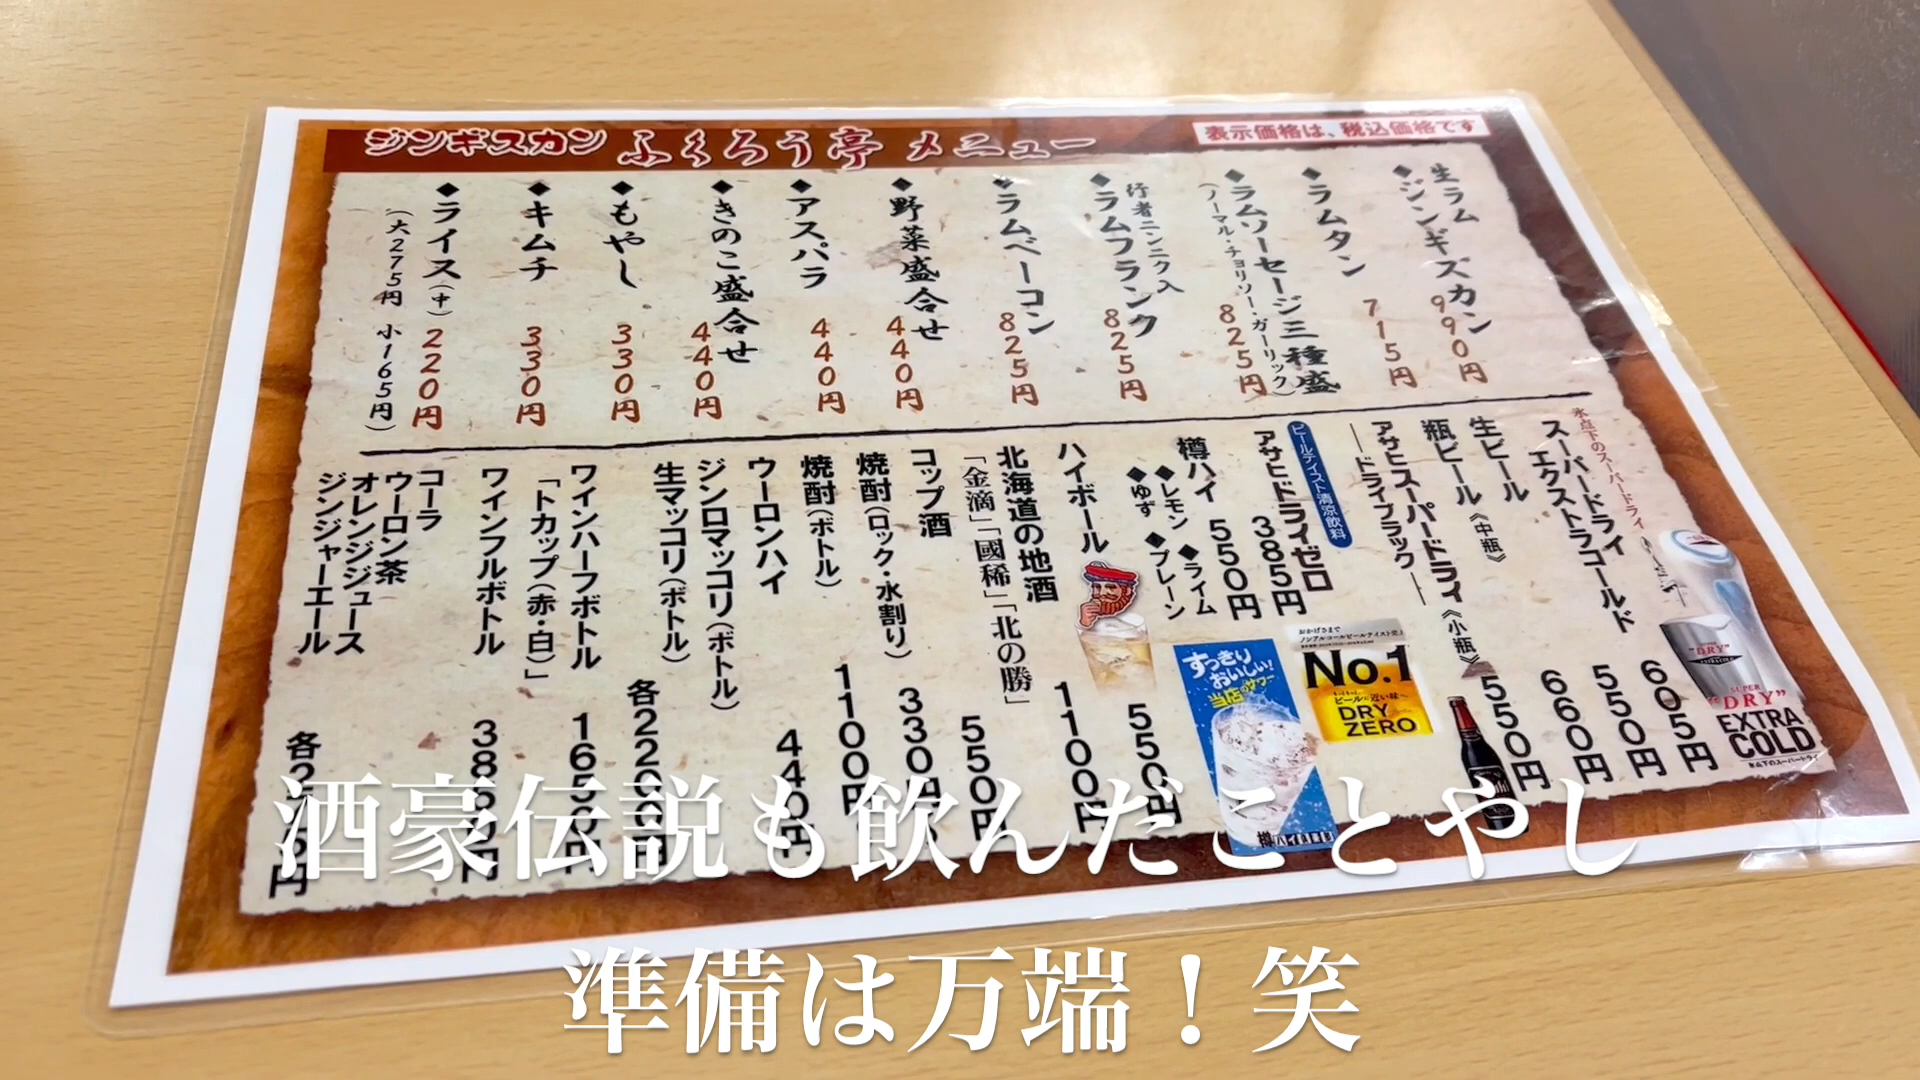 ジンギスカン ふくろう亭 メニュー
表示価格は、税込価格です
◆生ラムジンギスカン 990円
◆ラムタン 715円
◆ラムソーセージ三種盛 825円
(ノーマル・チョリソー・ガーリック)
◆行者ニンニク入ラムフランク 825円
◆ラムベーコン 825円
◆野菜盛合せ 440円
◆アスパラ 440円
◆きのこ盛合せ 440円
◆もやし 330円
◆キムチ 330円
◆ライス(中) 220円
(大275円 小165円)
氷点下のスーパードライ
スーパードライ
エクストラコールド 605円
生ビール 550円
瓶ビール《中瓶》 660円
アサヒスーパードライ《小瓶》 550円
―ドライブラック―
ビールテイスト清涼飲料
アサヒドライゼロ 385円
樽ハイ 550円
◆レモン ◆ライム
◆ゆず ◆プレーン
ハイボール 550円
北海道の地酒 1100円
「金滴」「國稀」「北の勝」
コップ酒 550円
焼酎(ロック・水割り) 330円
焼酎(ボトル) 1100円
ウーロンハイ 440円
ジンロマッコリ(ボトル)
生マッコリ(ボトル) 各2200円
ワインハーフボトル 1650円
「トカップ(赤・白)」
ワインフルボトル
コーラ
ウーロン茶
オレンジジュース
ジンジャーエール
"DRY"
SUPER
"DRY"
EXTRA
COLD
No.1
DRY
ZERO
すっきり
おいしい!
当店のサワー
酒豪伝説も飲んだことやし
準備は万端！笑